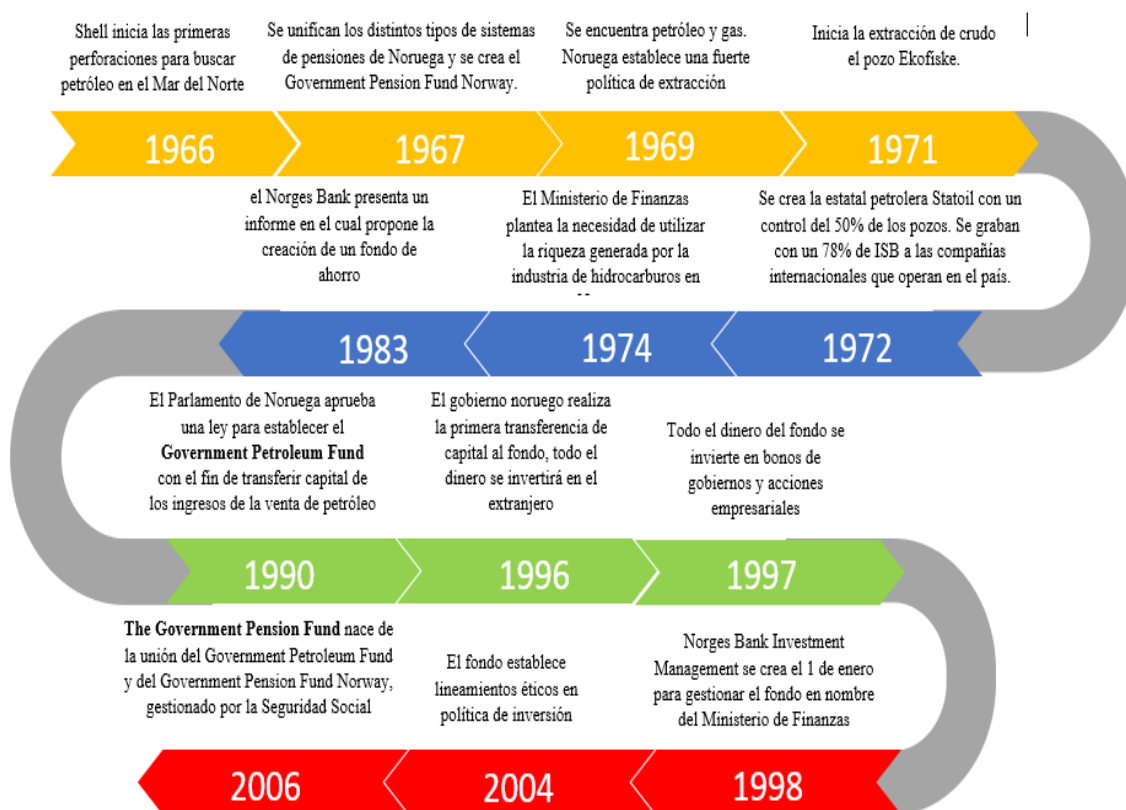 Shell inicia las primeras
perforaciones para buscar
petróleo en el Mar del Norte
Se unifican los distintos tipos de sistemas
de pensiones de Noruega y se crea el
Government Pension Fund Norway.
Se encuentra petróleo y gas.
Noruega establece una fuerte
política de extracción
Inicia la extracción de crudo
el pozo Ekofiske.
1966
1967
1969
1971
el Norges Bank presenta un
informe en el cual propone la
creación de un fondo de
ahorro
El Ministerio de Finanzas
plantea la necesidad de utilizar
la riqueza generada por la
industria de hidrocarburos en
Se crea la estatal petrolera Statoil con un
control del 50% de los pozos. Se graban
con un 78% de ISB a las compañías
internacionales que operan en el país.
1983
1974
1972
El Parlamento de Noruega aprueba
una ley para establecer el
Government Petroleum Fund
con el fin de transferir capital de
los ingresos de la venta de petróleo
El gobierno noruego realiza
la primera transferencia de
capital al fondo, todo el
dinero se invertirá en el
extranjero
Todo el dinero del fondo se
invierte en bonos de
gobiernos y acciones
empresariales
1990
1996
1997
The Government Pension Fund nace de
la unión del Government Petroleum Fund
y del Government Pension Fund Norway,
gestionado por la Seguridad Social
El fondo establece
lineamientos éticos en
política de inversión
Norges Bank Investment
Management se crea el 1 de enero
para gestionar el fondo en nombre
del Ministerio de Finanzas
2006
2004
1998